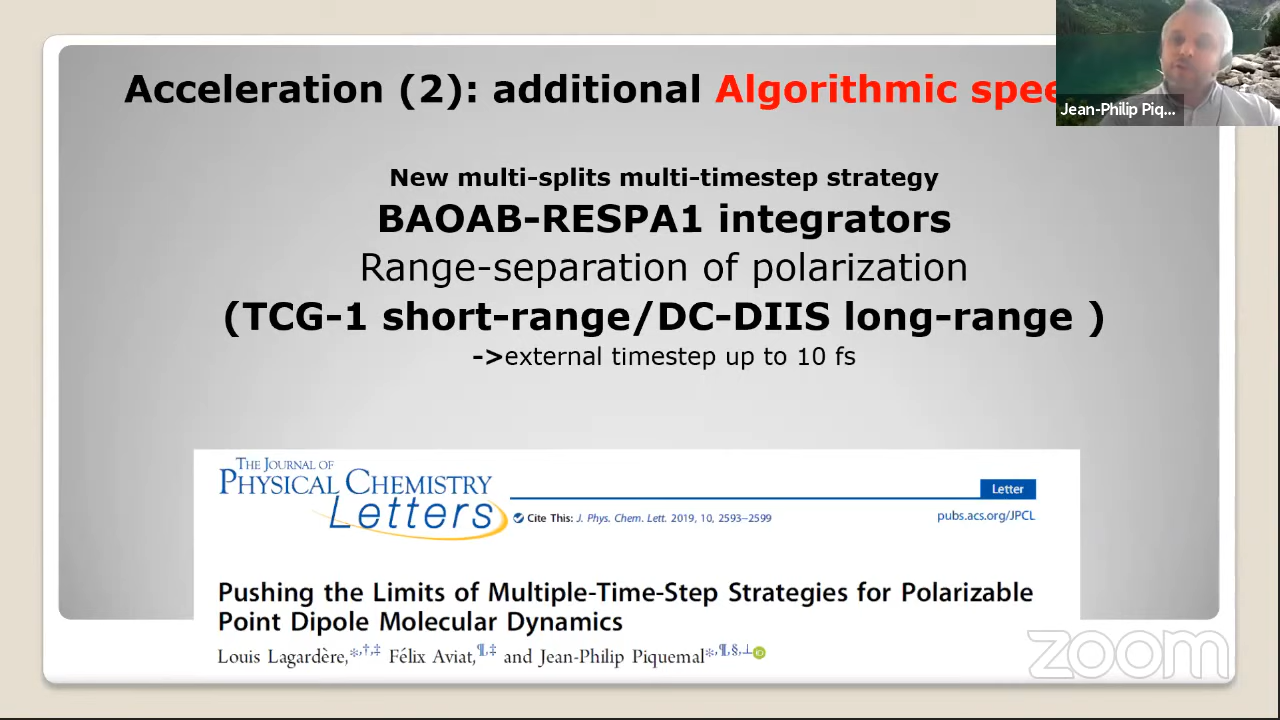 Acceleration (2): additional Algorithmic spee
Jean-Philip Piq...
New multi-splits multi-timestep strategy
BAOAB-RESPA1 integrators
Range-separation of polarization
(TCG-1 short-range/DC-DIIS long-range )
->external timestep up to 10 fs
THE JOURNAL OF
PHYSICAL CHEMISTRY
Letters
Letter
Cite This: J. Phys. Chem. Lett. 2019, 10, 2593−2599
pubs.acs.org/JPCL
Pushing the Limits of Multiple-Time-Step Strategies for Polarizable
Point Dipole Molecular Dynamics
Louis Lagardère,*,†,‡ Félix Aviat,¶,‡ and Jean-Philip Piquemal*,¶,§,⊥
zoom